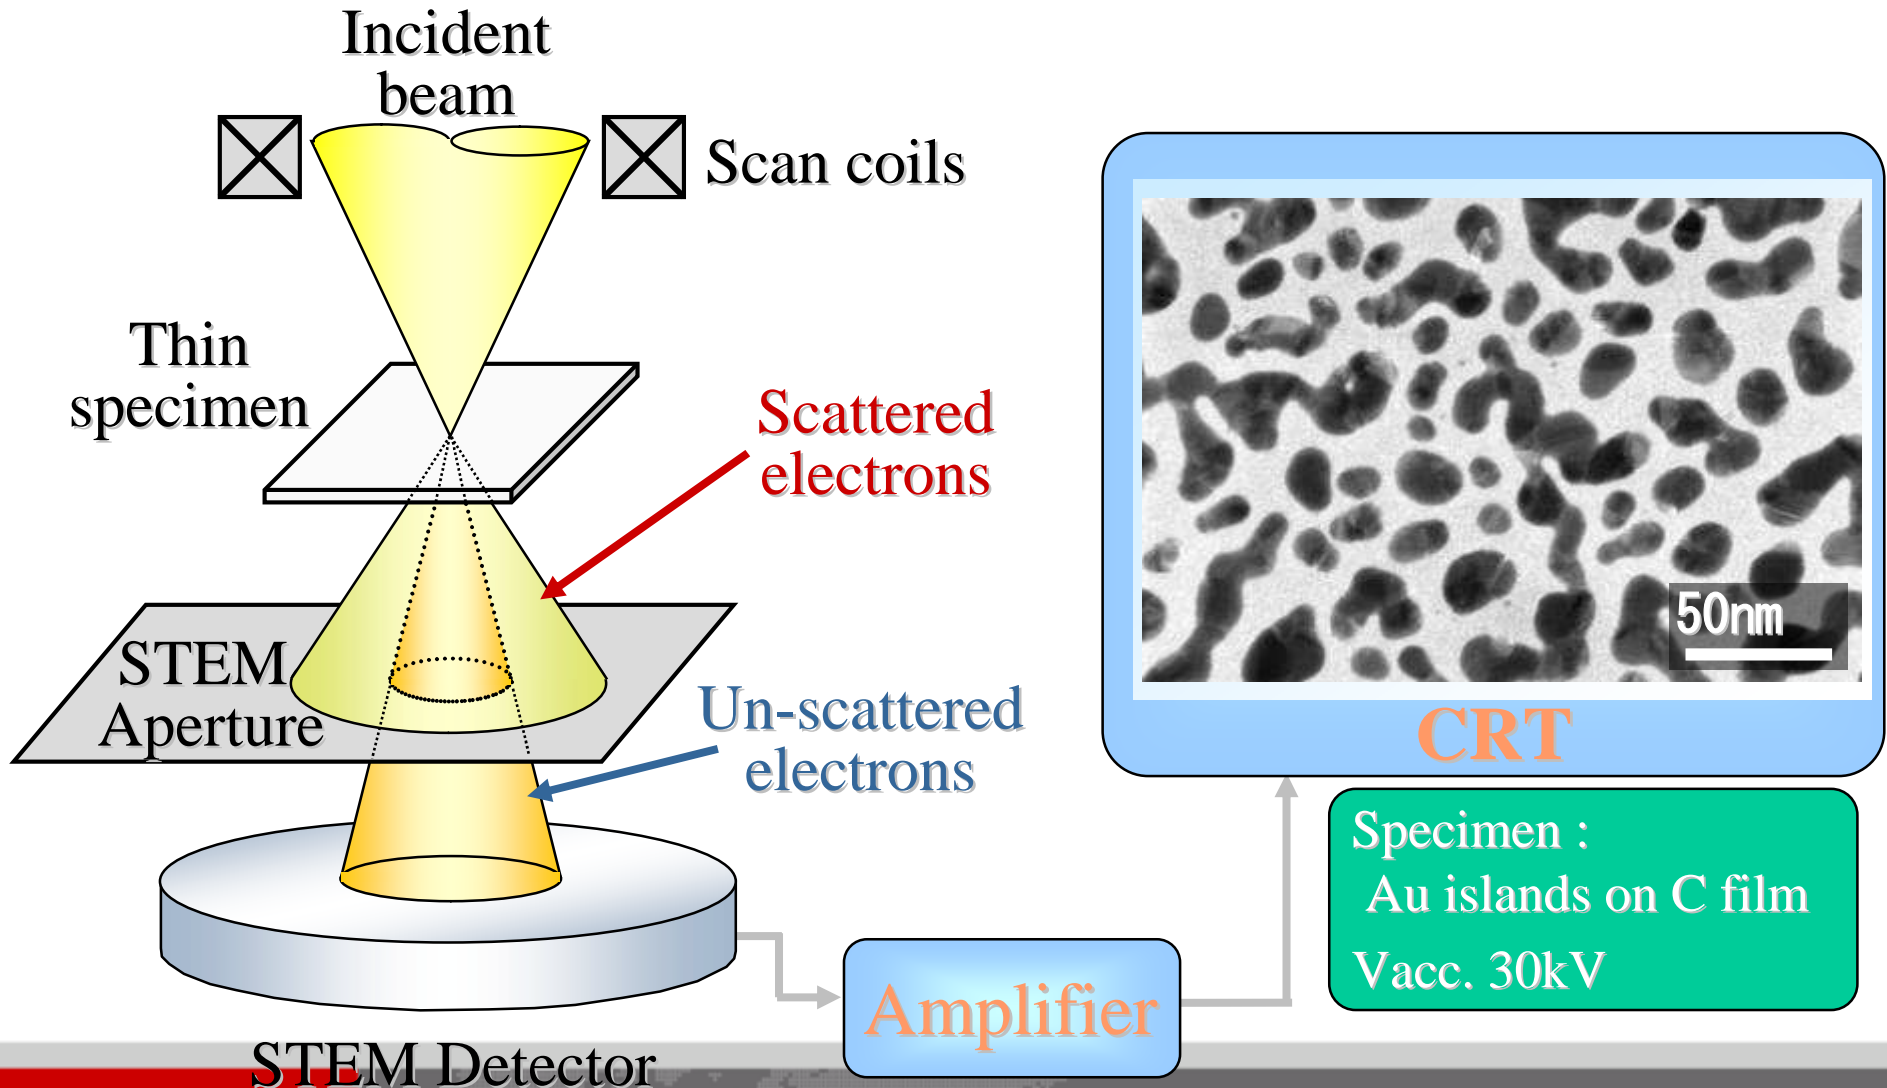 Incident
beam
Scan coils
Thin
specimen
Scattered
electrons
STEM
Aperture
Un-scattered
electrons
STEM Detector
Amplifier
50nm
CRT
Specimen :
Au islands on C film
Vacc. 30kV